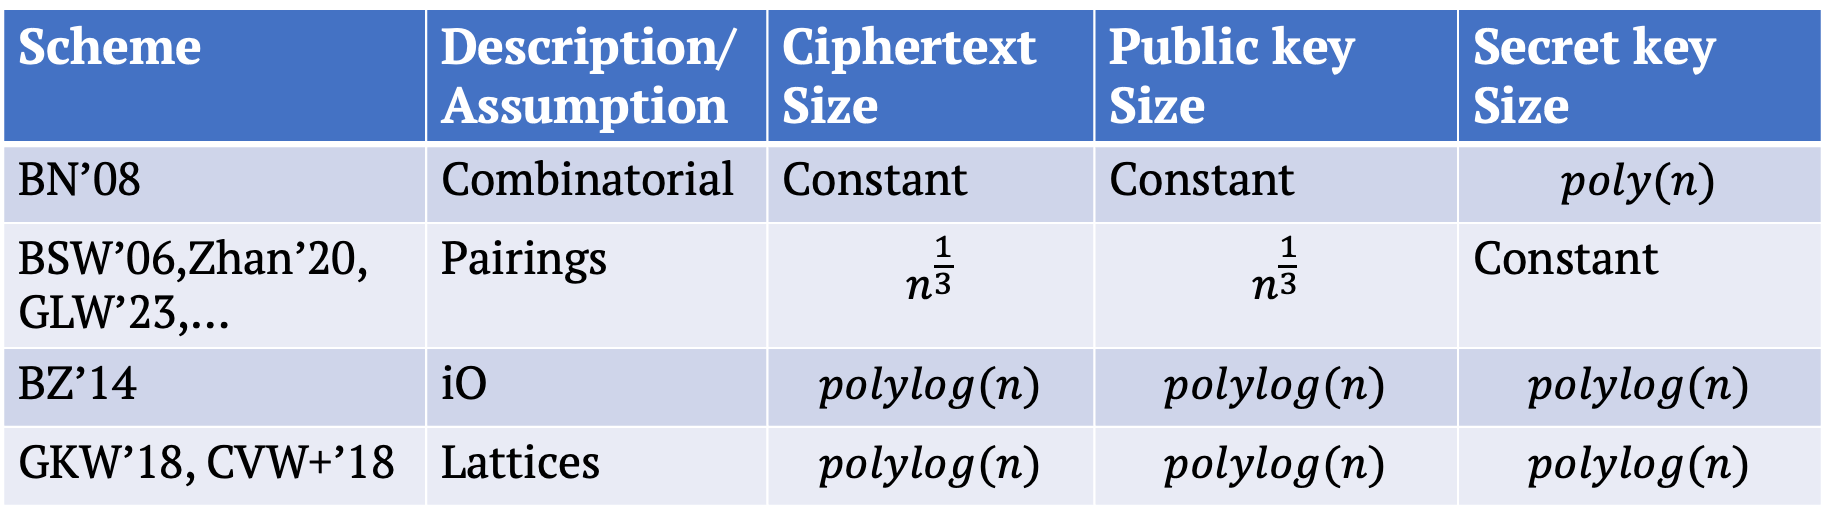 Scheme Description/ Ciphertext Public key Secret key
Assumption Size Size Size
BN’08 Combinatorial Constant Constant poly(n)
BSW’06,Zhan’20, Pairings n^{1/3} n^{1/3} Constant
GLW’23,...
BZ’14 iO polylog(n) polylog(n) polylog(n)
GKW’18, CVW+’18 Lattices polylog(n) polylog(n) polylog(n)